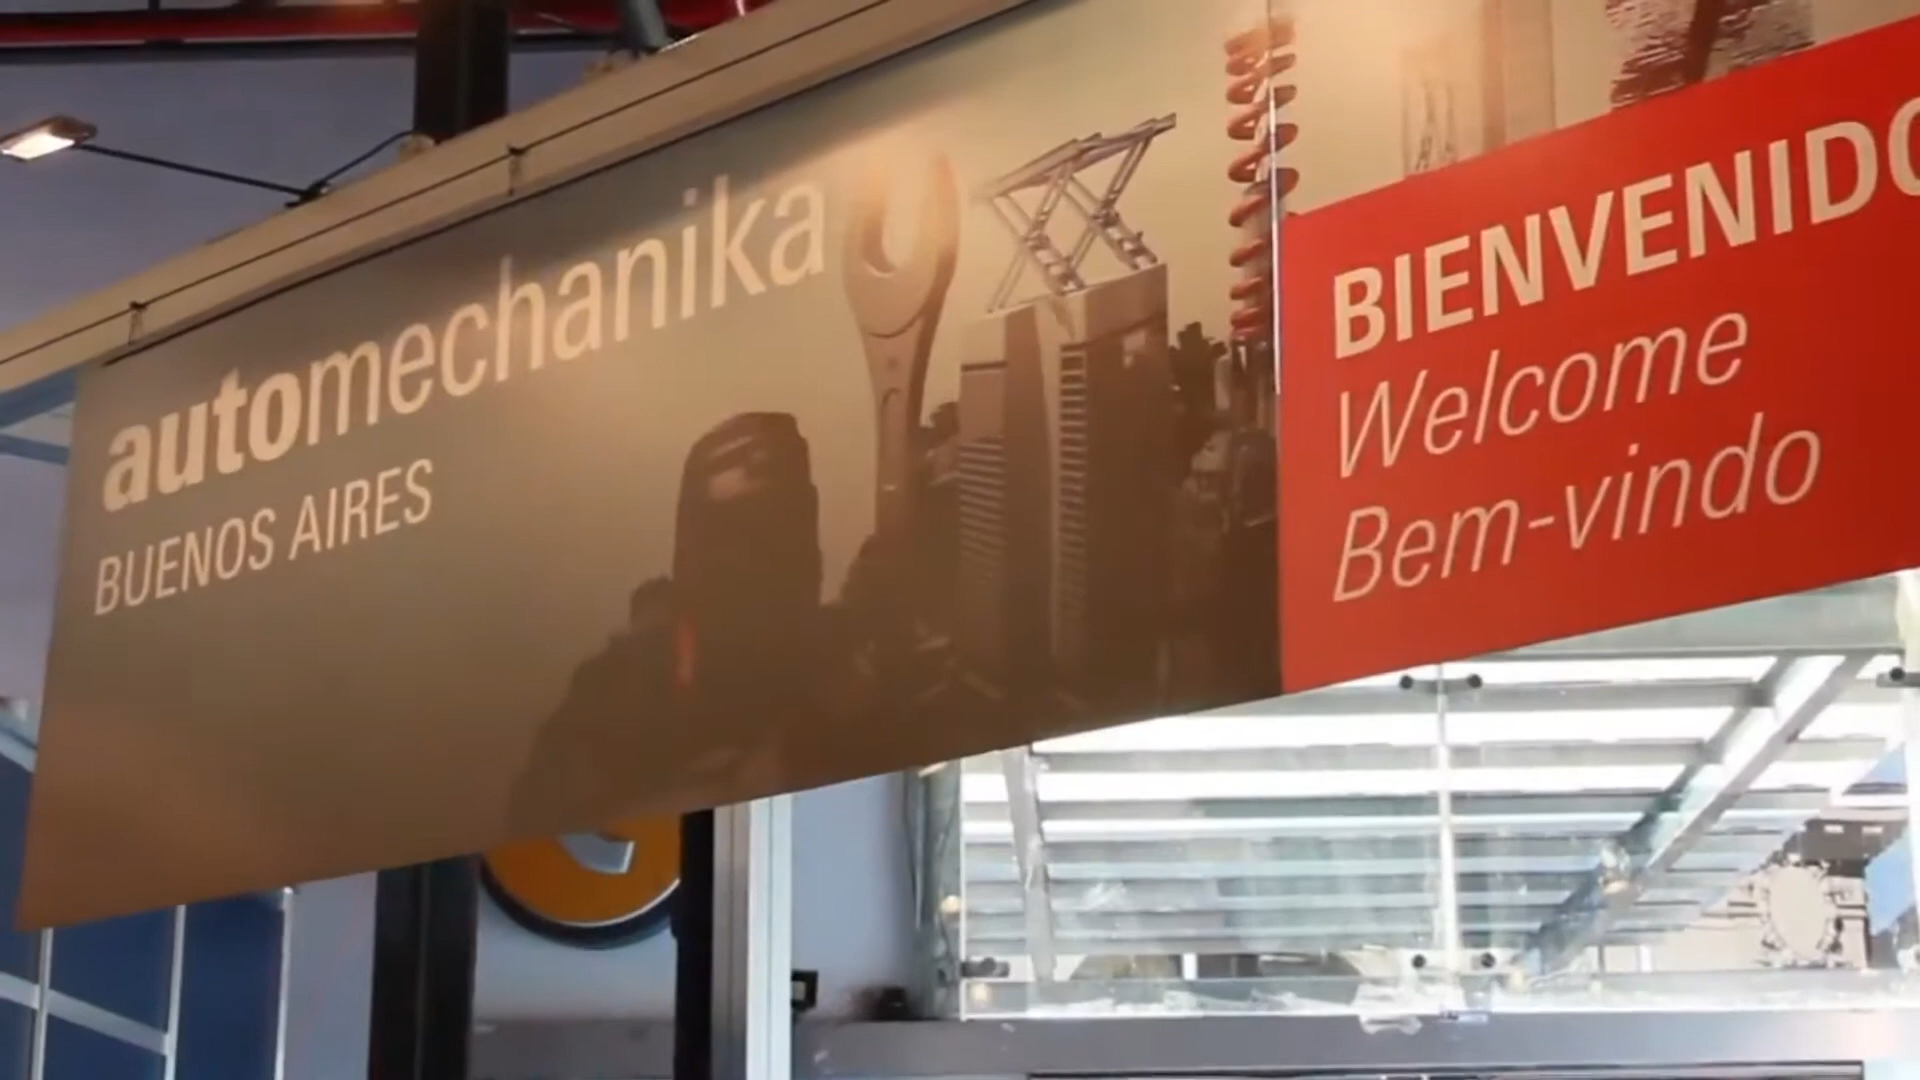 automechanika
BUENOS AIRES
BIENVENIDO
Welcome
Bem-vindo